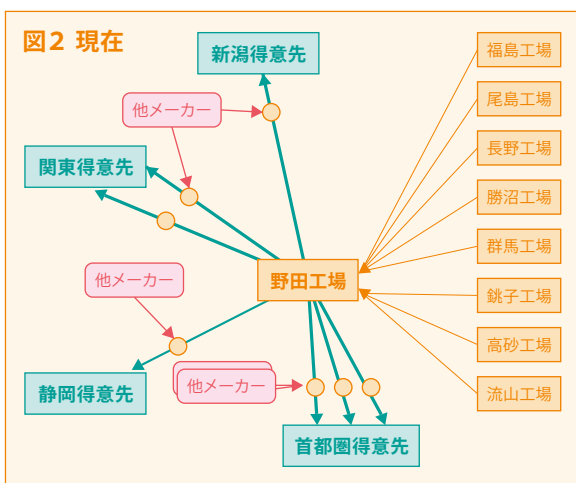 図2 現在
新潟得意先
他メーカー
関東得意先
他メーカー
静岡得意先
他メーカー
首都圏得意先
野田工場
福島工場
尾島工場
長野工場
勝沼工場
群馬工場
銚子工場
高砂工場
流山工場